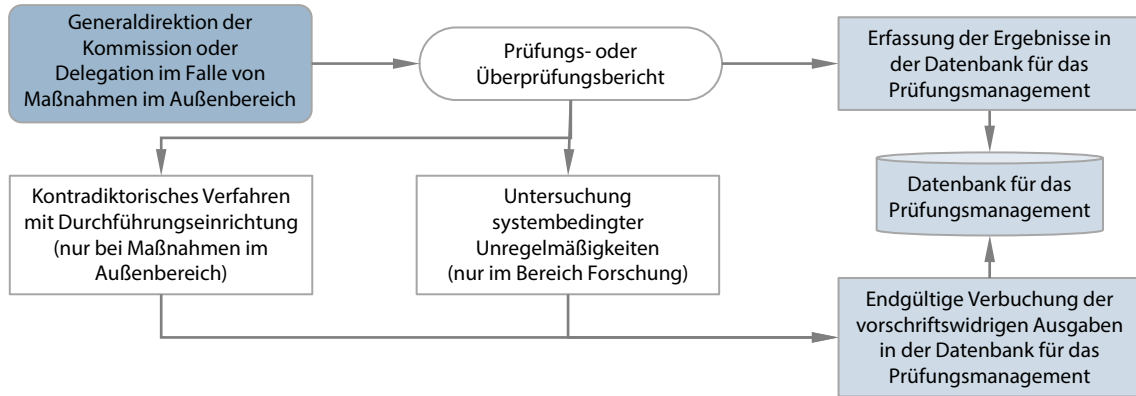 Generaldirektion der
Kommission oder
Delegation im Falle von
Maßnahmen im Außenbereich
Prüfungs- oder
Überprüfungsbericht
Erfassung der Ergebnisse in
der Datenbank für das
Prüfungsmanagement
Kontradiktorisches Verfahren
mit Durchführungseinrichtung
(nur bei Maßnahmen im
Außenbereich)
Untersuchung
systembedingter
Unregelmäßigkeiten
(nur im Bereich Forschung)
Datenbank für das
Prüfungsmanagement
Endgültige Verbuchung der
vorschriftswidrigen Ausgaben
in der Datenbank für das
Prüfungsmanagement